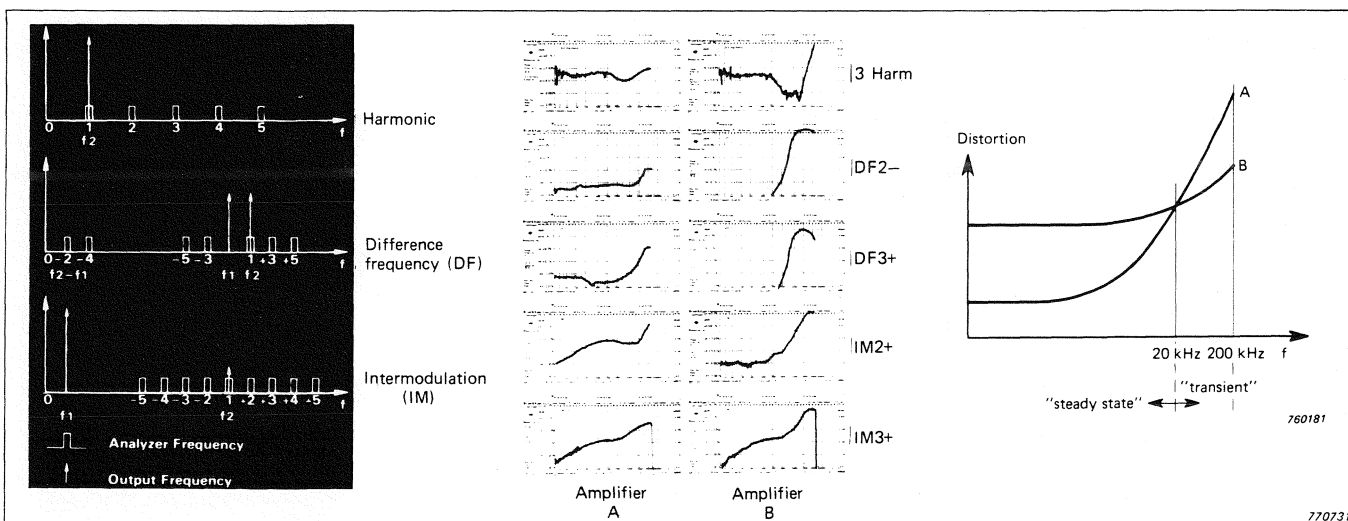 0 1 2 3 4 5 f
f2
Harmonic
0 -2 -4 -5 -3 1 +3 +5 f
f2-f1 f1 f2
Difference
frequency (DF)
0 -5 -4 -3 -2 1 +2 +3 +4 +5 f
f1 f2
Intermodulation
(IM)
Analyzer Frequency
Output Frequency
3 Harm
DF2−
DF3+
IM2+
IM3+
Amplifier
A
Amplifier
B
Distortion
A
B
20 kHz 200 kHz f
"transient"
"steady state"
760181
770731